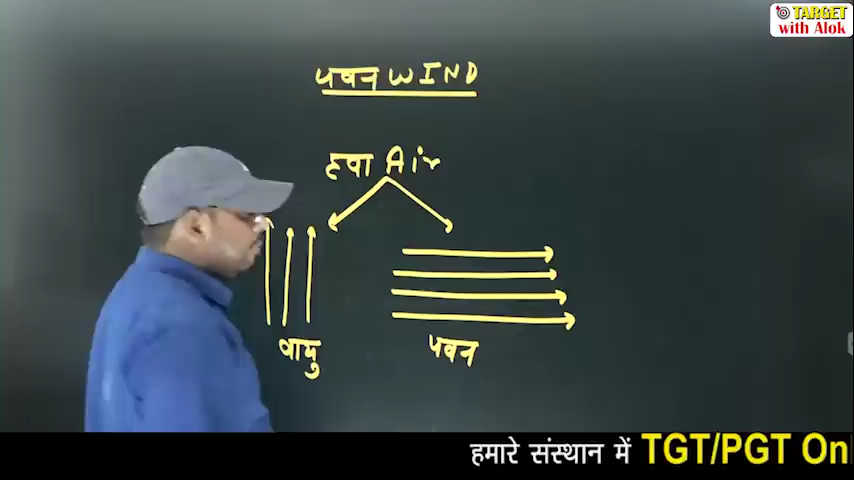 TARGET
with Alok
पवन WIND
हवा Air
वायु
पवन
हमारे संस्थान में TGT/PGT On